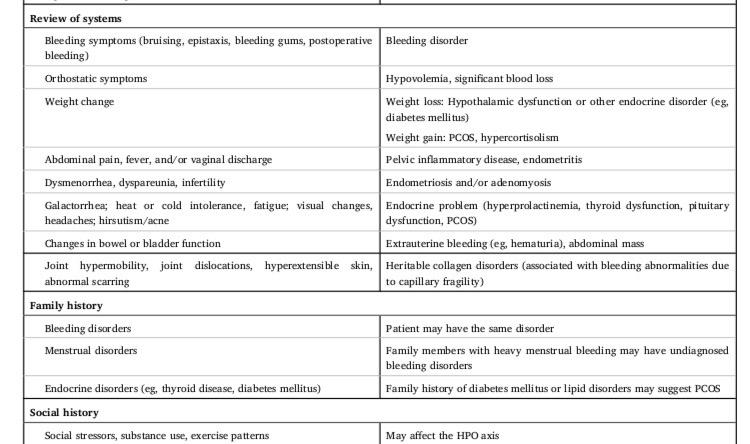 Review of systems
Bleeding symptoms (bruising, epistaxis, bleeding gums, postoperative
bleeding)
Bleeding disorder
Orthostatic symptoms
Hypovolemia, significant blood loss
Weight change
Weight loss: Hypothalamic dysfunction or other endocrine disorder (eg,
diabetes mellitus)
Weight gain: PCOS, hypercortisolism
Abdominal pain, fever, and/or vaginal discharge
Pelvic inflammatory disease, endometritis
Dysmenorrhea, dyspareunia, infertility
Endometriosis and/or adenomyosis
Galactorrhea; heat or cold intolerance, fatigue; visual changes,
headaches; hirsutism/acne
Endocrine problem (hyperprolactinemia, thyroid dysfunction, pituitary
dysfunction, PCOS)
Changes in bowel or bladder function
Extrauterine bleeding (eg, hematuria), abdominal mass
Joint hypermobility, joint dislocations, hyperextensible skin,
abnormal scarring
Heritable collagen disorders (associated with bleeding abnormalities due
to capillary fragility)
Family history
Bleeding disorders
Patient may have the same disorder
Menstrual disorders
Family members with heavy menstrual bleeding may have undiagnosed
bleeding disorders
Endocrine disorders (eg, thyroid disease, diabetes mellitus)
Family history of diabetes mellitus or lipid disorders may suggest PCOS
Social history
Social stressors, substance use, exercise patterns
May affect the HPO axis